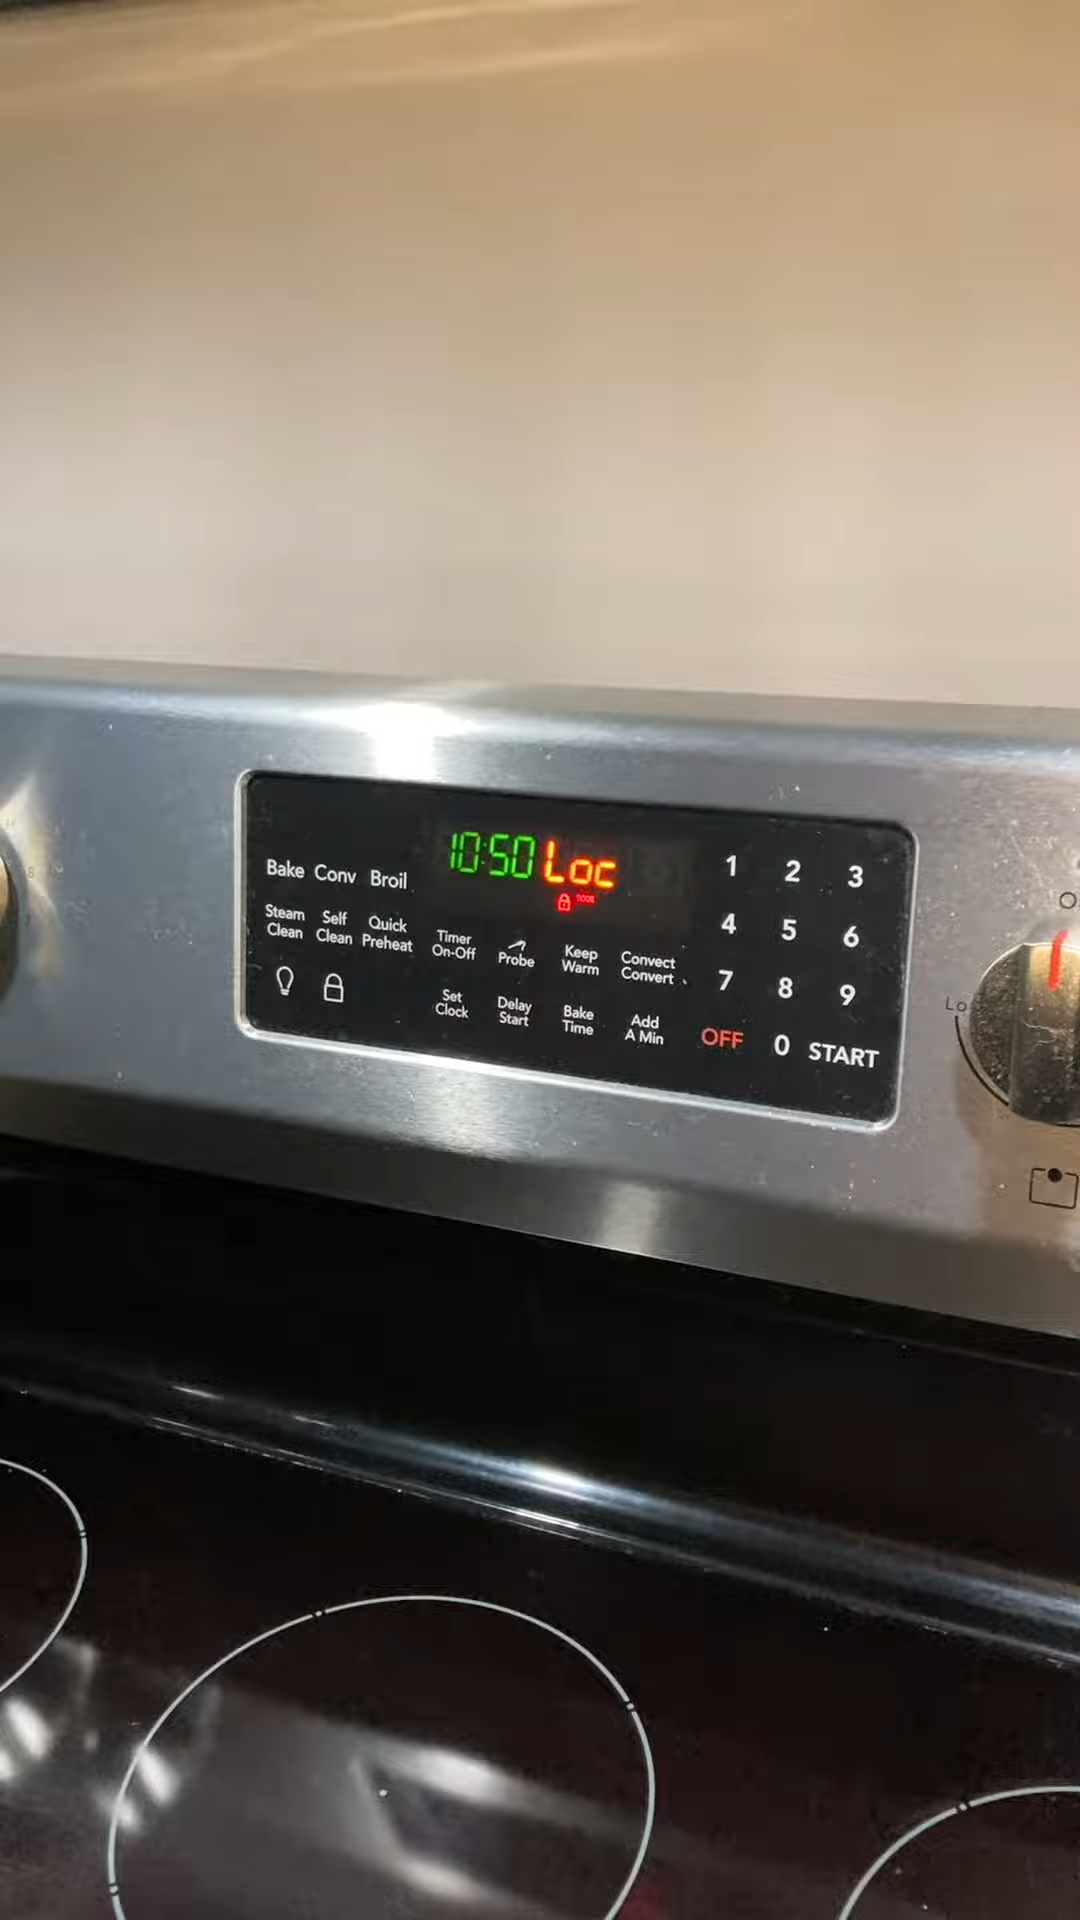 10:50 Loc
DOOR
Bake Conv Broil
Steam Clean Self Clean Quick Preheat
Timer On-Off Probe Keep Warm Convect Convert
Set Clock Delay Start Bake Time Add A Min
1 2 3
4 5 6
7 8 9
OFF 0 START
Lo
O